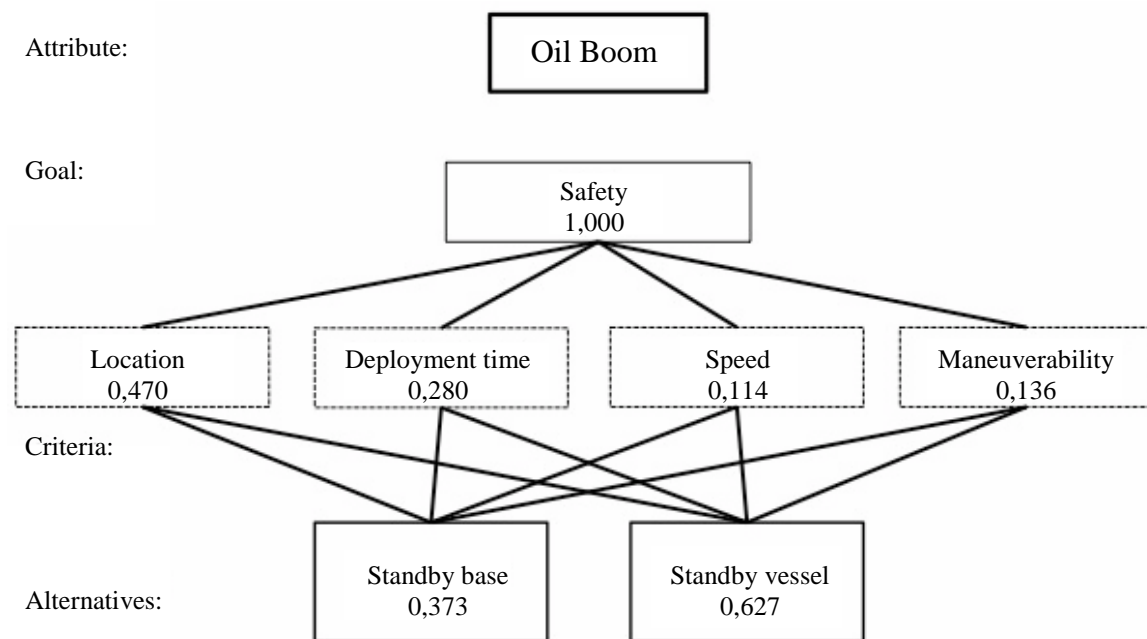 Attribute:
Oil Boom
Goal:
Safety
1,000
Location
0,470
Deployment time
0,280
Speed
0,114
Maneuverability
0,136
Criteria:
Standby base
0,373
Standby vessel
0,627
Alternatives: